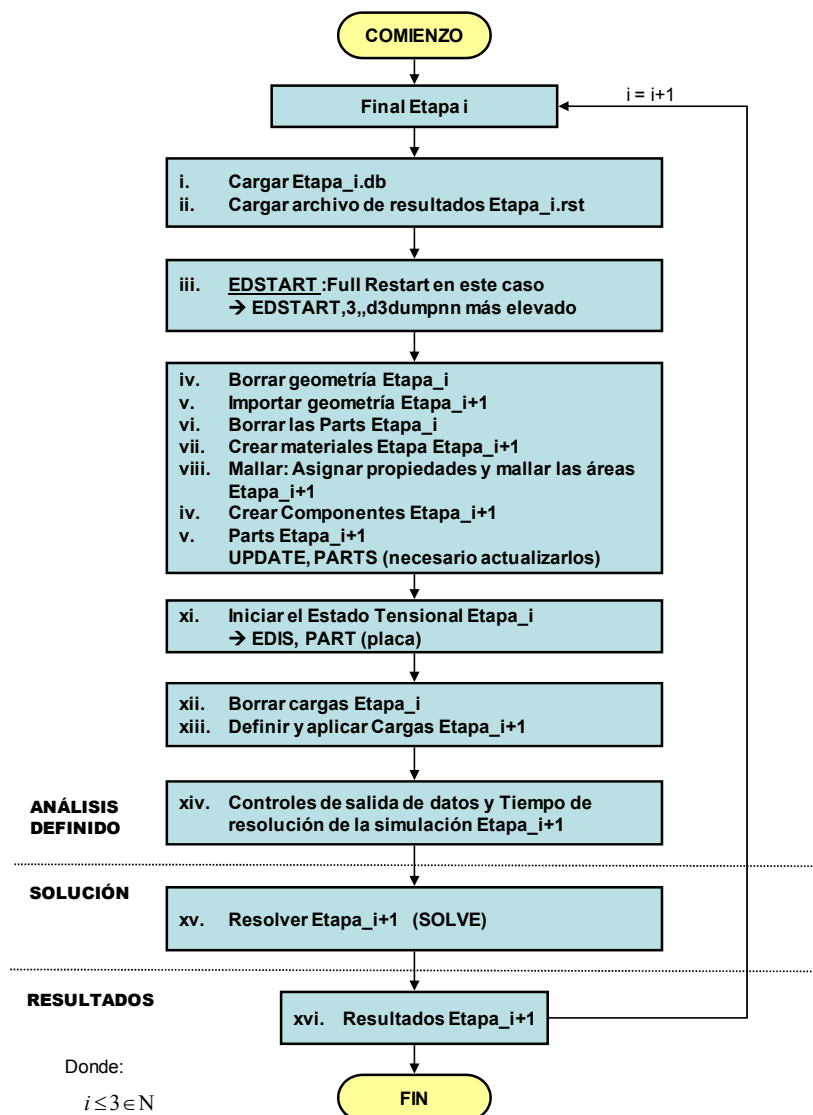 COMIENZO
Final Etapa i
i = i+1
i. Cargar Etapa_i.db
ii. Cargar archivo de resultados Etapa_i.rst
iii. EDSTART :Full Restart en este caso
→ EDSTART,3,,d3dumpnn más elevado
iv. Borrar geometría Etapa_i
v. Importar geometría Etapa_i+1
vi. Borrar las Parts Etapa_i
vii. Crear materiales Etapa Etapa_i+1
viii. Mallar: Asignar propiedades y mallar las áreas
Etapa_i+1
iv. Crear Componentes Etapa_i+1
v. Parts Etapa_i+1
UPDATE, PARTS (necesario actualizarlos)
xi. Iniciar el Estado Tensional Etapa_i
→ EDIS, PART (placa)
xii. Borrar cargas Etapa_i
xiii. Definir y aplicar Cargas Etapa_i+1
ANÁLISIS
DEFINIDO
xiv. Controles de salida de datos y Tiempo de
resolución de la simulación Etapa_i+1
SOLUCIÓN
xv. Resolver Etapa_i+1 (SOLVE)
RESULTADOS
xvi. Resultados Etapa_i+1
Donde:
i ≤ 3 ∈ N
FIN